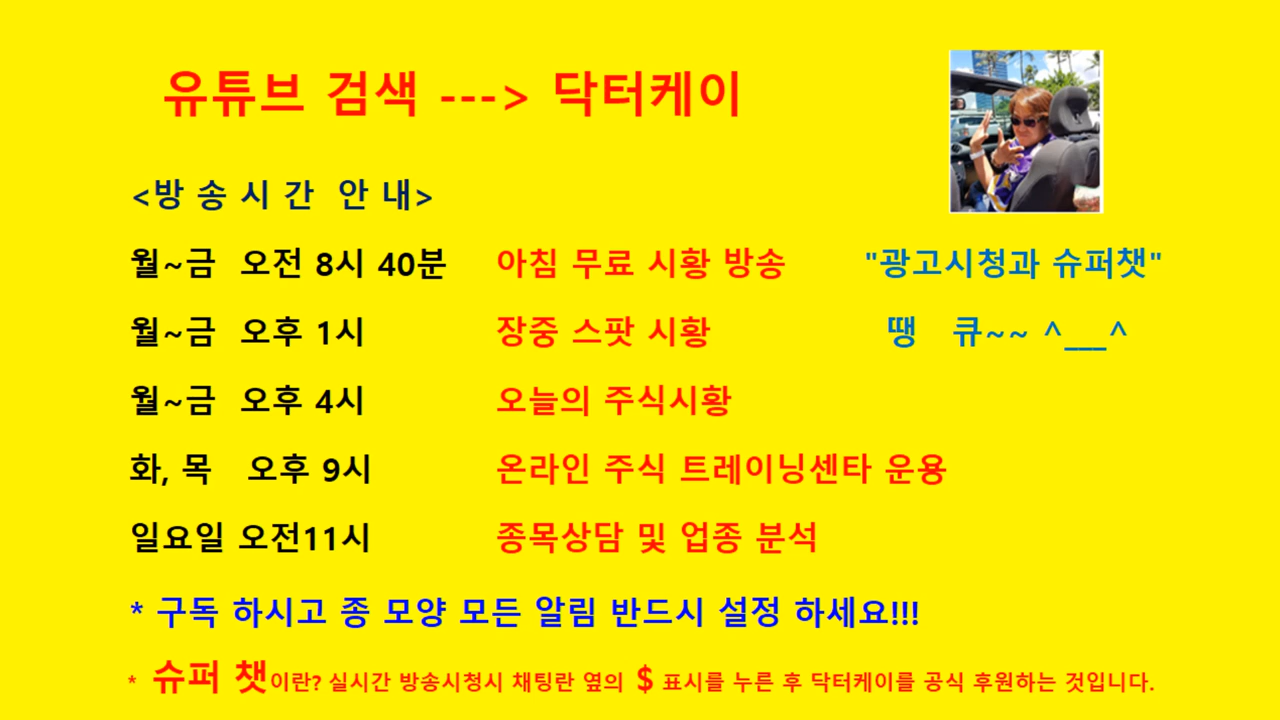 유튜브 검색 ---> 닥터케이
<방 송 시 간 안 내>
월~금 오전 8시 40분 아침 무료 시황 방송 "광고시청과 슈퍼챗"
월~금 오후 1시 장중 스팟 시황 땡 큐~~ ^___^
월~금 오후 4시 오늘의 주식시황
화, 목 오후 9시 온라인 주식 트레이닝센타 운용
일요일 오전11시 종목상담 및 업종 분석
* 구독 하시고 종 모양 모든 알림 반드시 설정 하세요!!!
* 슈퍼 챗이란? 실시간 방송시청시 채팅란 옆의 $ 표시를 누른 후 닥터케이를 공식 후원하는 것입니다.